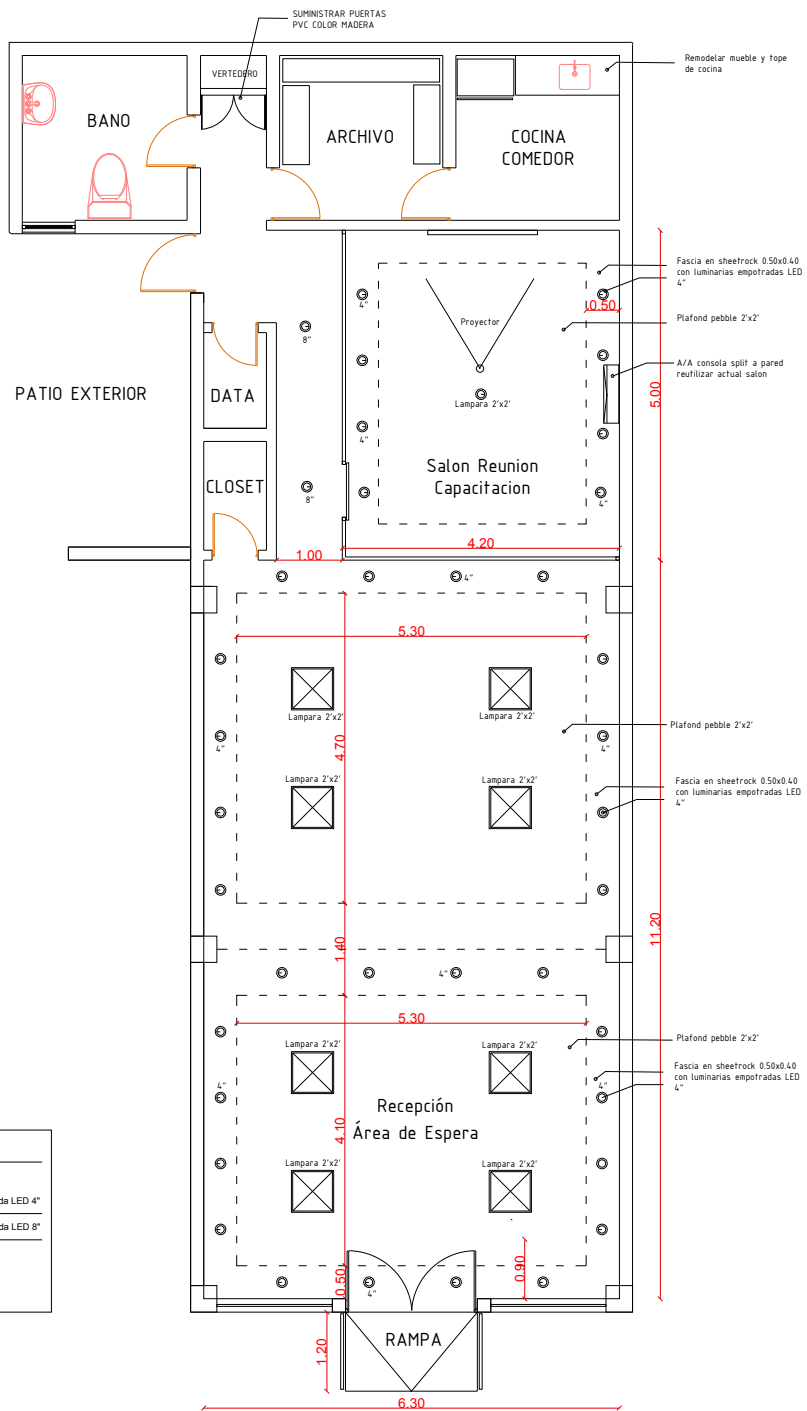 SUMINISTRAR PUERTAS
PVC COLOR MADERA
VERTEDERO
Remodelar mueble y tope
de cocina
BANO
ARCHIVO
COCINA
COMEDOR
Fascia en sheetrock 0.50x0.40
con luminarias empotradas LED
4"
4"
0.50
Plafond pebble 2'x2'
8"
Proyector
A/A consola split a pared
reutilizar actual salon
PATIO EXTERIOR
DATA
Lampara 2'x2'
5.00
4"
Salon Reunion
Capacitacion
CLOSET
8"
4"
4.20
1.00
4"
5.30
Lampara 2'x2'
Lampara 2'x2'
Plafond pebble 2'x2'
4"
4.70
4"
Lampara 2'x2'
Lampara 2'x2'
Fascia en sheetrock 0.50x0.40
con luminarias empotradas LED
4"
11.20
1.40
4"
5.30
Plafond pebble 2'x2'
Lampara 2'x2'
Lampara 2'x2'
Fascia en sheetrock 0.50x0.40
con luminarias empotradas LED
4"
4"
4"
Recepción
Área de Espera
4.10
Lampara 2'x2'
Lampara 2'x2'
da LED 4"
da LED 8"
0.90
0.50
4"
1.20
RAMPA
6.30